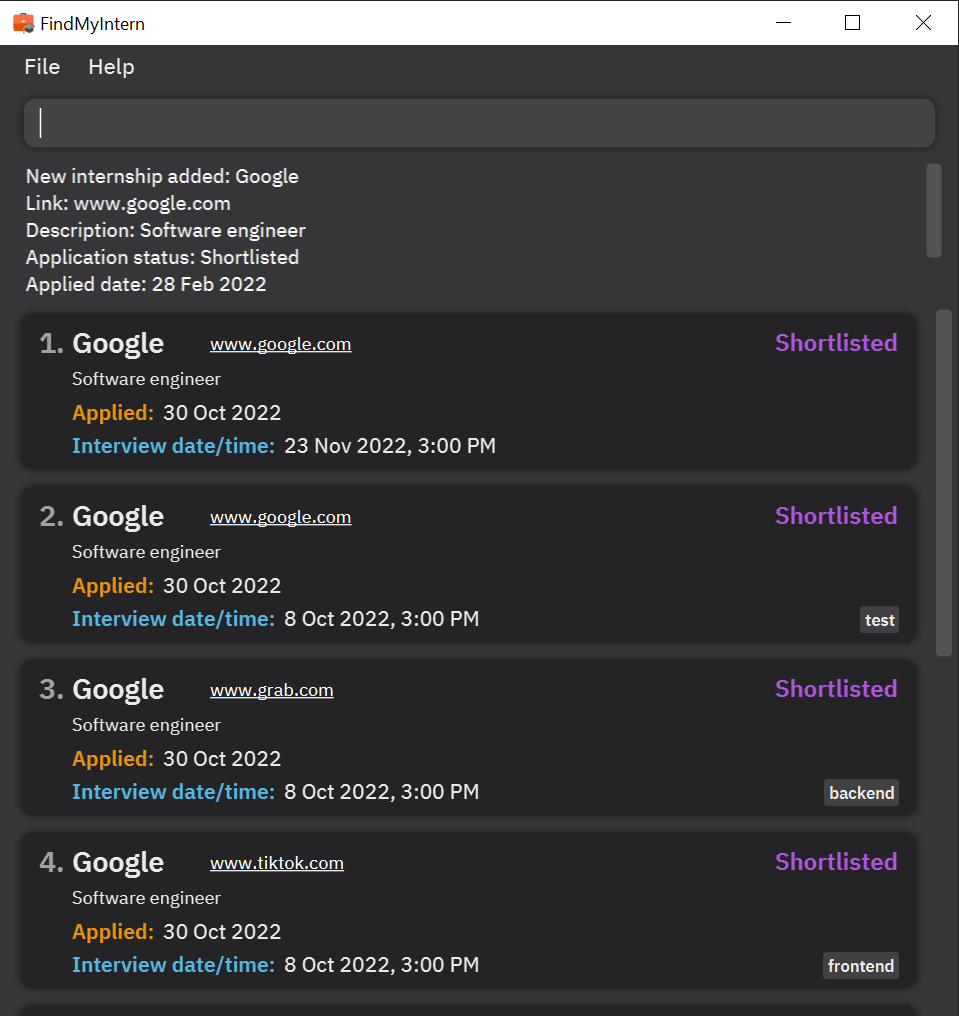 FindMyIntern
File Help
New internship added: Google
Link: www.google.com
Description: Software engineer
Application status: Shortlisted
Applied date: 28 Feb 2022
1. Google www.google.com Shortlisted
Software engineer
Applied: 30 Oct 2022
Interview date/time: 23 Nov 2022, 3:00 PM
2. Google www.google.com Shortlisted
Software engineer
Applied: 30 Oct 2022
Interview date/time: 8 Oct 2022, 3:00 PM test
3. Google www.grab.com Shortlisted
Software engineer
Applied: 30 Oct 2022
Interview date/time: 8 Oct 2022, 3:00 PM backend
4. Google www.tiktok.com Shortlisted
Software engineer
Applied: 30 Oct 2022
Interview date/time: 8 Oct 2022, 3:00 PM frontend